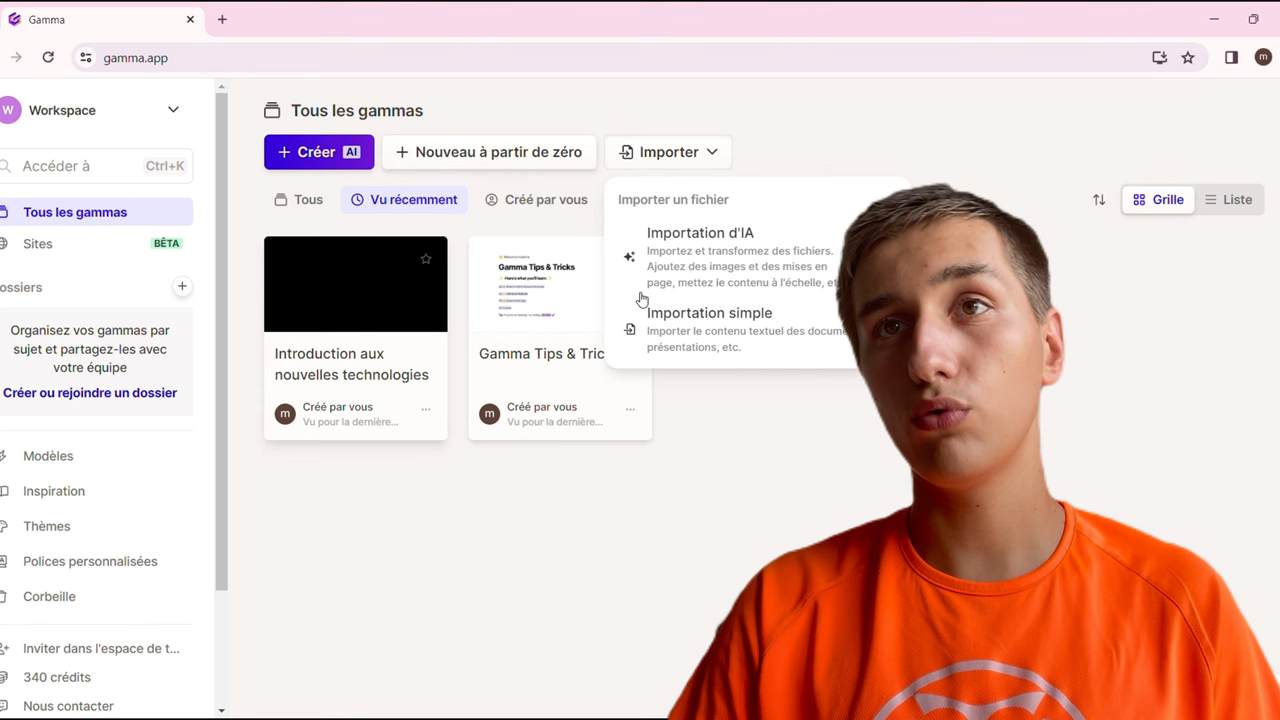 Gamma
gamma.app
m
W
Workspace
Accéder à
Ctrl+K
Tous les gammas
Sites
BÊTA
ossiers
Organisez vos gammas par
sujet et partagez-les avec
votre équipe
Créer ou rejoindre un dossier
Modèles
Inspiration
Thèmes
Polices personnalisées
Corbeille
Inviter dans l'espace de t...
340 crédits
Nous contacter
Tous les gammas
+ Créer AI
+ Nouveau à partir de zéro
Importer
Tous
Vu récemment
Créé par vous
Grille
Liste
Importer un fichier
Importation d'IA
Importez et transformez des fichiers.
Ajoutez des images et des mises en
page, mettez le contenu à l'échelle, et
Importation simple
Importer le contenu textuel des docume
présentations, etc.
Introduction aux
nouvelles technologies
m
Créé par vous
Vu pour la dernière...
Gamma Tips & Tricks
Gamma Tips & Tric
m
Créé par vous
Vu pour la dernière...